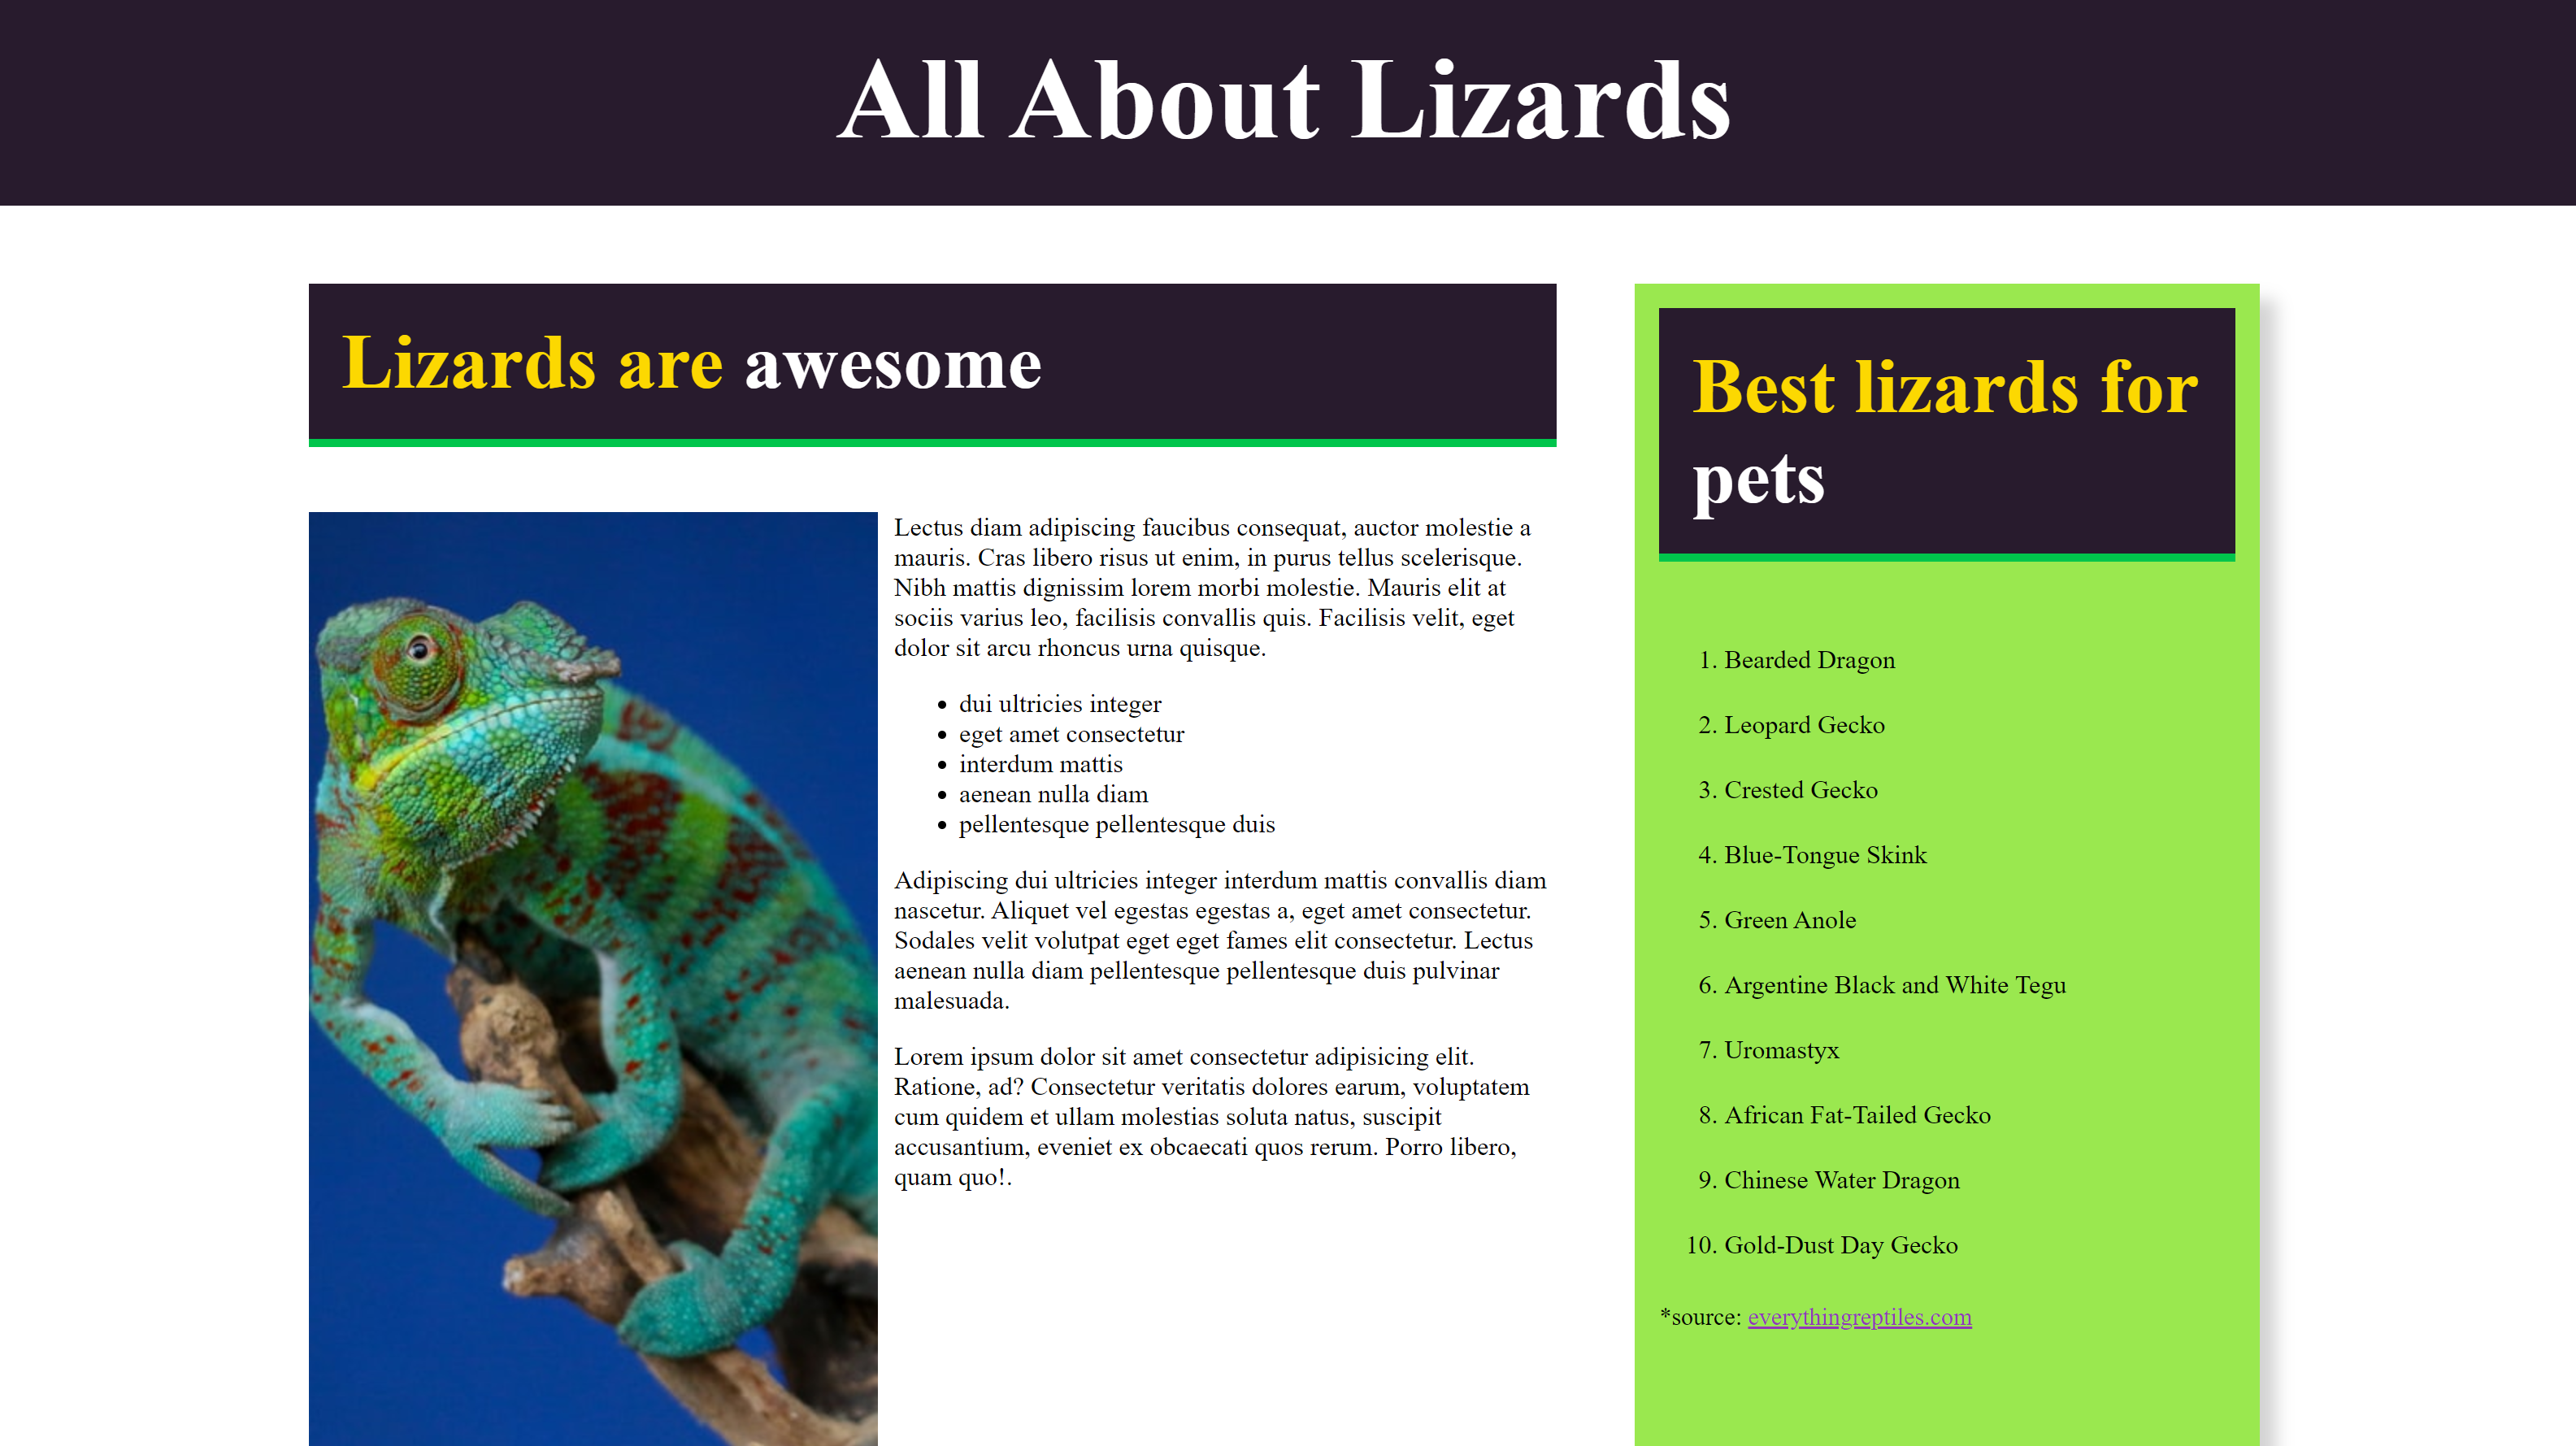 All About Lizards
Lizards are awesome
Lectus diam adipiscing faucibus consequat, auctor molestie a
mauris. Cras libero risus ut enim, in purus tellus scelerisque.
Nibh mattis dignissim lorem morbi molestie. Mauris elit at
sociis varius leo, facilisis convallis quis. Facilisis velit, eget
dolor sit arcu rhoncus urna quisque.
• dui ultricies integer
• eget amet consectetur
• interdum mattis
• aenean nulla diam
• pellentesque pellentesque duis
Adipiscing dui ultricies integer interdum mattis convallis diam
nascetur. Aliquet vel egestas egestas a, eget amet consectetur.
Sodales velit volutpat eget eget fames elit consectetur. Lectus
aenean nulla diam pellentesque pellentesque duis pulvinar
malesuada.
Lorem ipsum dolor sit amet consectetur adipisicing elit.
Ratione, ad? Consectetur veritatis dolores earum, voluptatem
cum quidem et ullam molestias soluta natus, suscipit
accusantium, eveniet ex obcaecati quos rerum. Porro libero,
quam quo!.
Best lizards for
pets
1. Bearded Dragon
2. Leopard Gecko
3. Crested Gecko
4. Blue-Tongue Skink
5. Green Anole
6. Argentine Black and White Tegu
7. Uromastyx
8. African Fat-Tailed Gecko
9. Chinese Water Dragon
10. Gold-Dust Day Gecko
*source: everythingreptiles.com